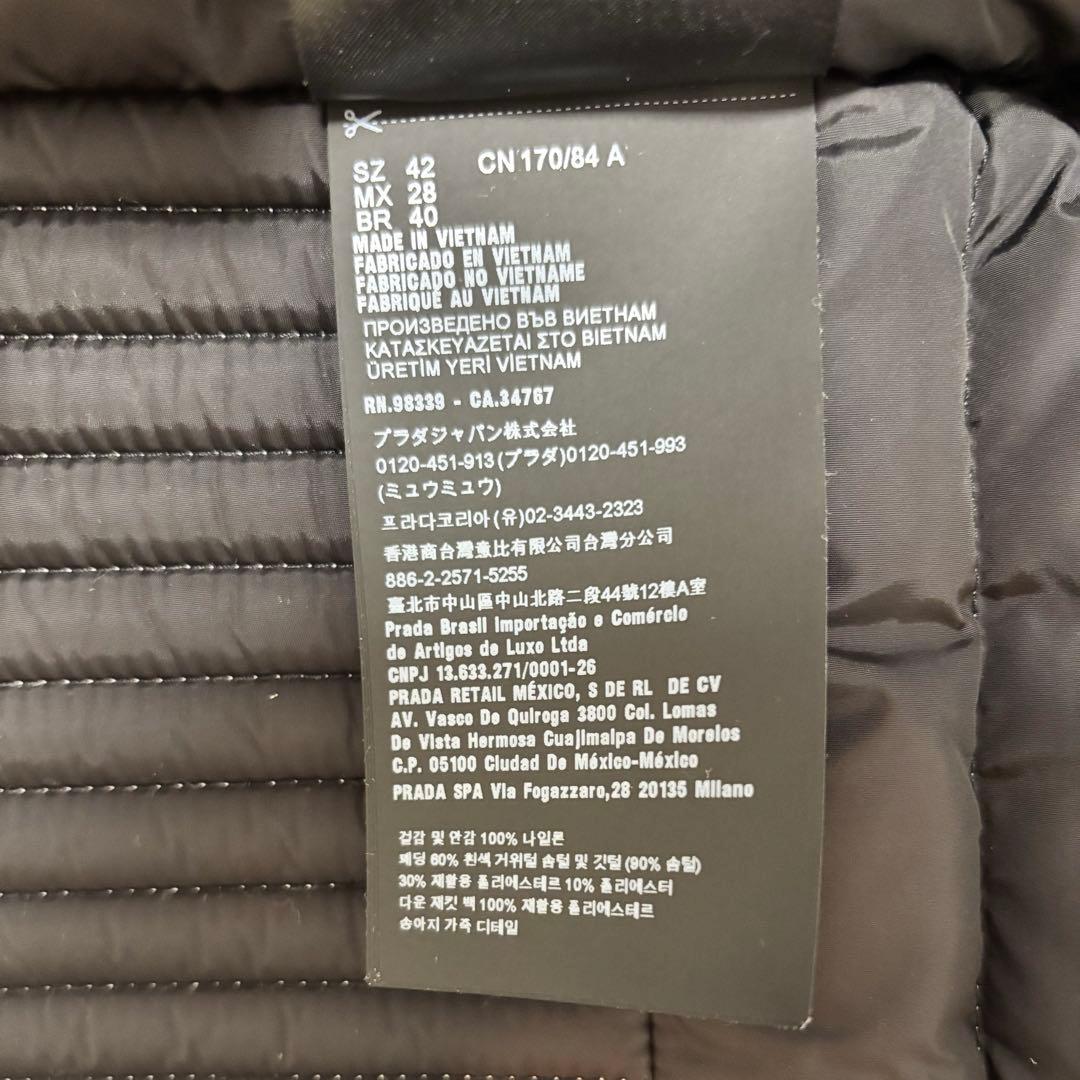 SZ 42 CN 170/84 A
MX 28
BR 40
MADE IN VIETNAM
FABRICADO EN VIETNAM
FABRICADO NO VIETNAME
FABRIQUÉ AU VIETNAM
ПРОИЗВЕДЕНО ВЪВ ВИЕТНАМ
ΚΑΤΑΣΚΕΥΑΖΕΤΑΙ ΣΤΟ ΒΙΕΤΝΑΜ
ÜRETİM YERİ VİETNAM
RN.98339 - CA.34767
プラダジャパン株式会社
0120-451-913(プラダ)0120-451-993
(ミュウミュウ)
프라다코리아(유)02-3443-2323
香港商台灣意比有限公司台灣分公司
886-2-2571-5255
臺北市中山區中山北路二段44號12樓A室
Prada Brasil Importação e Comércio
de Artigos de Luxo Ltda
CNPJ 13.633.271/0001-26
PRADA RETAIL MÉXICO, S DE RL DE CV
AV. Vasco De Quiroga 3800 Col. Lomas
De Vista Hermosa Cuajimalpa De Morelos
C.P. 05100 Ciudad De México-México
PRADA SPA Via Fogazzaro,28 20135 Milano
겉감 및 안감 100% 나일론
패딩 60% 흰색 거위털 솜털 및 깃털 (90% 솜털)
30% 재활용 폴리에스테르 10% 폴리에스터
다운 재킷 백 100% 재활용 폴리에스테르
송아지 가죽 디테일